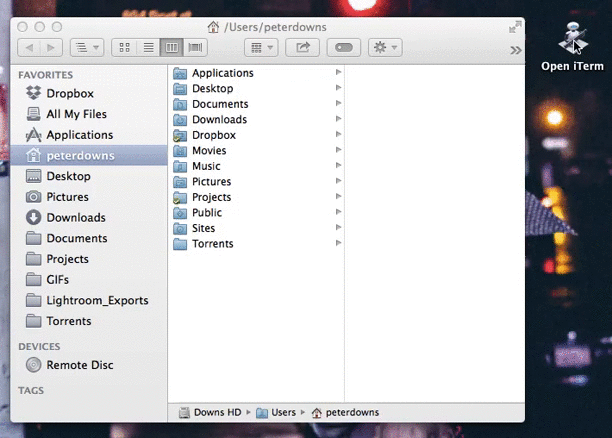 /Users/peterdowns
FAVORITES
Dropbox
All My Files
Applications
peterdowns
Desktop
Pictures
Downloads
Documents
Projects
GIFs
Lightroom_Exports
Torrents
DEVICES
Remote Disc
TAGS
Applications
Desktop
Documents
Downloads
Dropbox
Movies
Music
Pictures
Projects
Public
Sites
Torrents
Downs HD ▸ Users ▸ peterdowns
Open iTerm